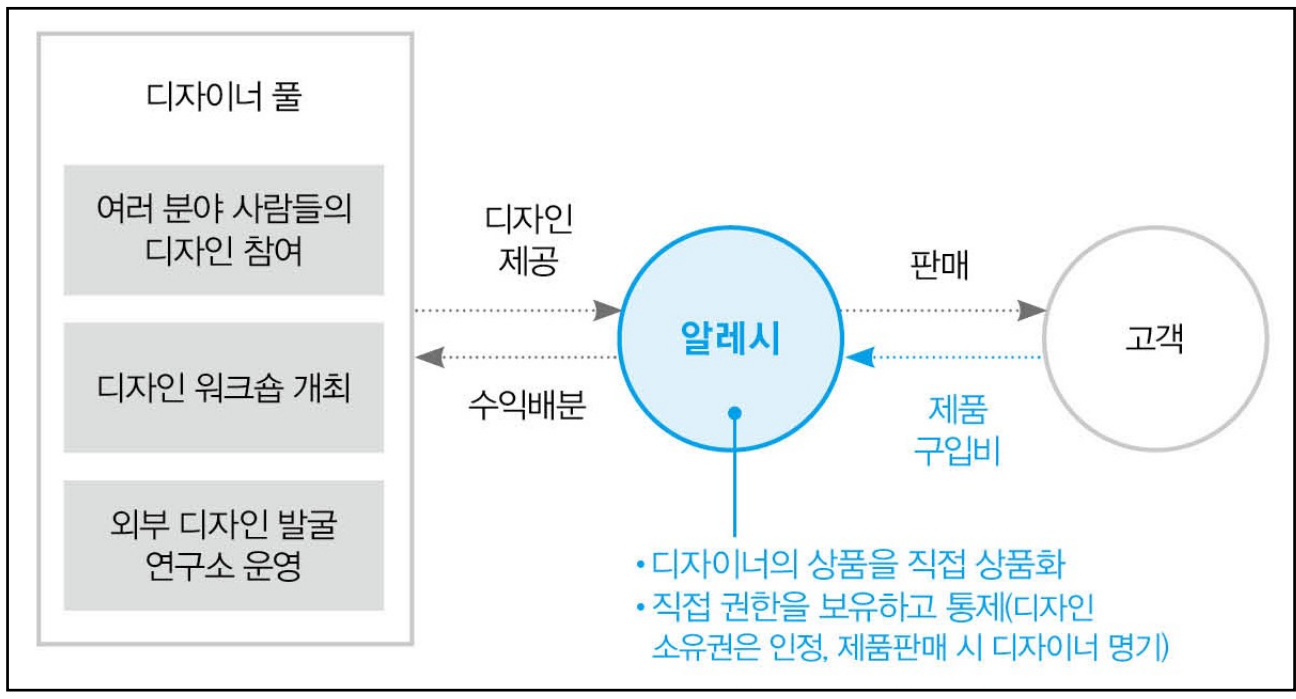 디자이너 풀
여러 분야 사람들의
디자인 참여
디자인 워크숍 개최
외부 디자인 발굴
연구소 운영
디자인
제공
수익배분
알레시
판매
제품
구입비
고객
•디자이너의 상품을 직접 상품화
•직접 권한을 보유하고 통제(디자인
소유권은 인정, 제품판매 시 디자이너 명기)